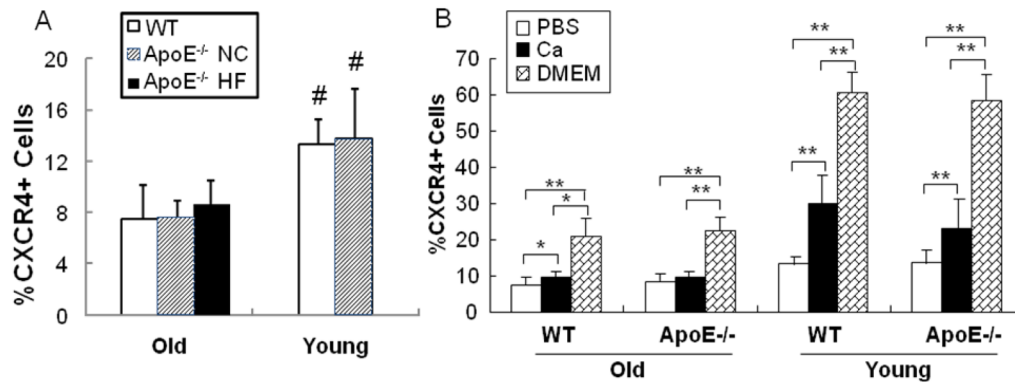 A
WT
ApoE-/- NC
ApoE-/- HF
%CXCR4+ Cells
20
16
12
8
4
0
#
#
Old
Young
B
PBS
Ca
DMEM
%CXCR4+ Cells
70
60
50
40
30
20
10
0
**
*
*
**
**
**
**
**
**
**
**
WT
ApoE-/-
WT
ApoE-/-
Old
Young